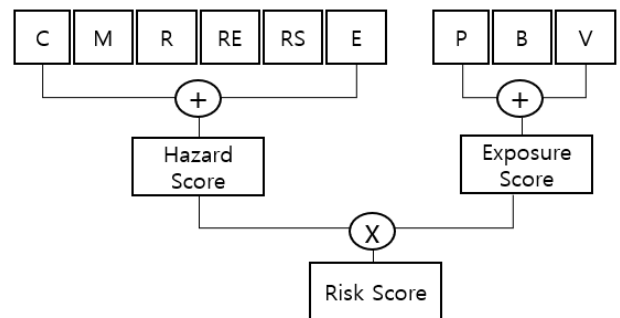 C M R RE RS E P B V
+ +
Hazard
Score
Exposure
Score
X
Risk Score